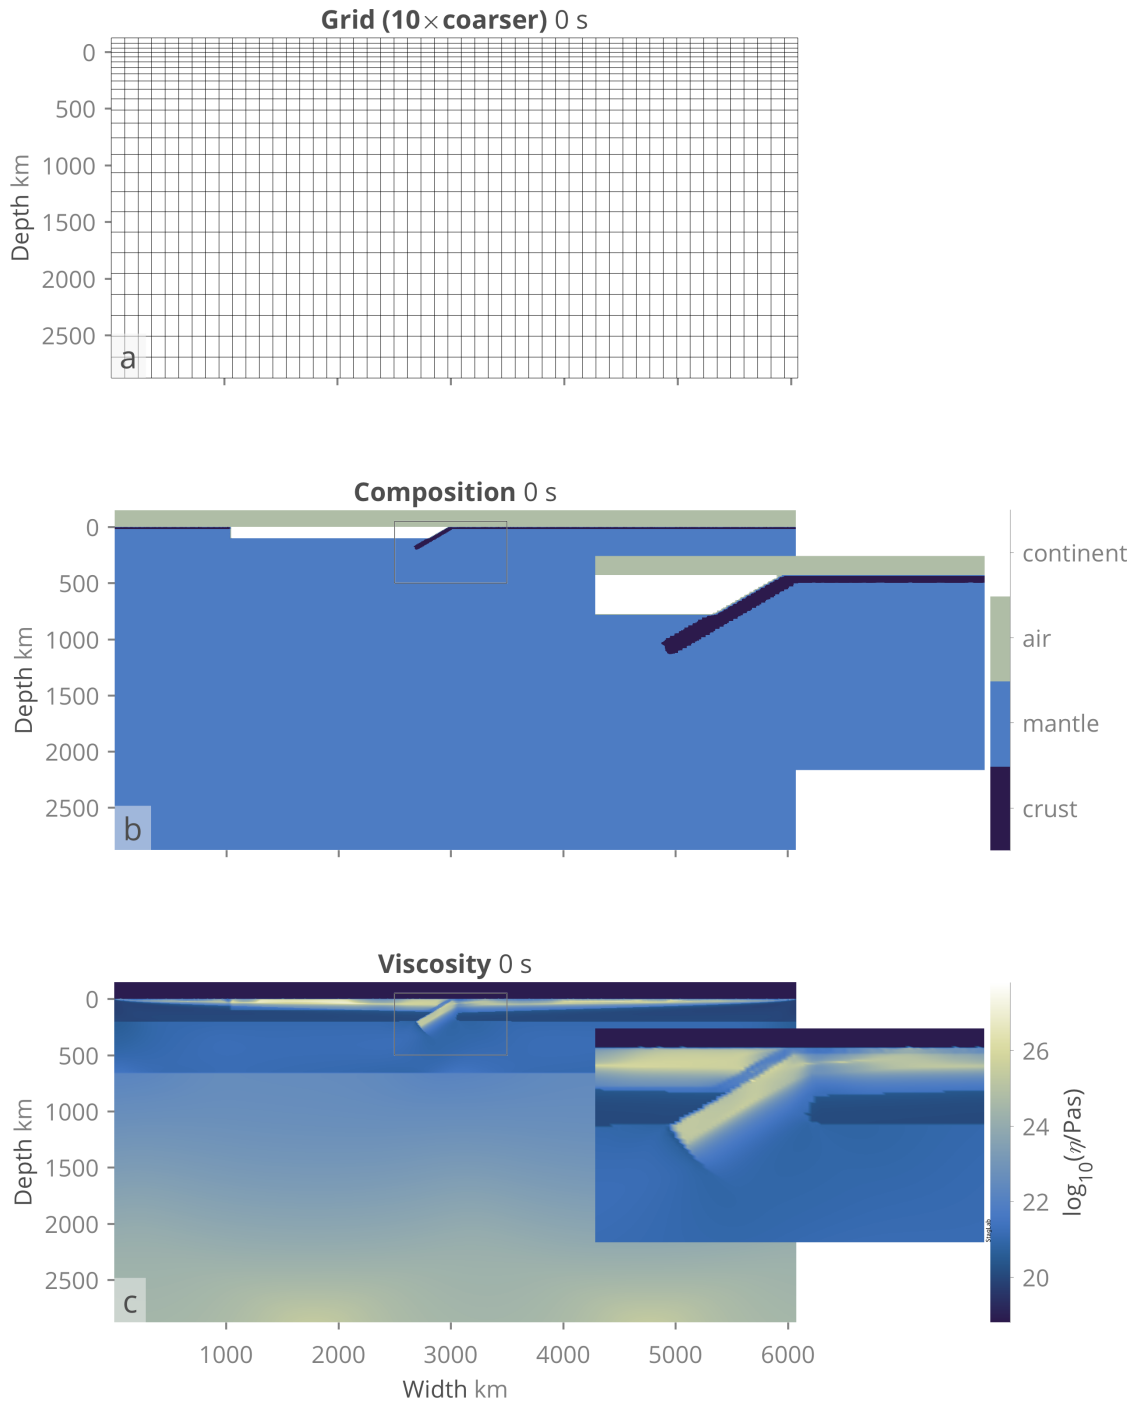 Grid (10×coarser) 0 s
0
500
1000
1500
2000
2500
Depth km
a
Composition 0 s
0
500
1000
1500
2000
2500
Depth km
b
continent
air
mantle
crust
Viscosity 0 s
0
500
1000
1500
2000
2500
Depth km
c
26
24
22
20
log10(η/Pas)
StagLab
1000 2000 3000 4000 5000 6000
Width km